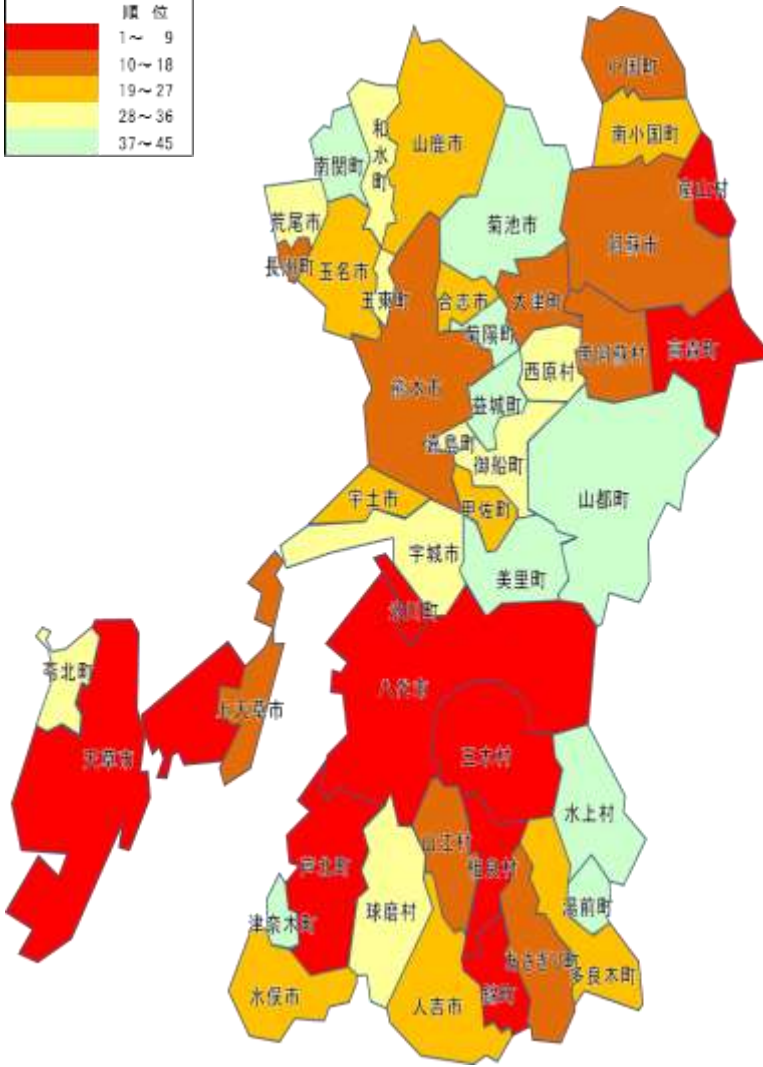 順 位
1～ 9
10～18
19～27
28～36
37～45
小国町
南小国町
和水町
山鹿市
南関町
産山村
菊池市
荒尾市
阿蘇市
長洲町
玉名市
玉東町
合志市
大津町
菊陽町
南阿蘇村
高森町
西原村
熊本市
益城町
嘉島町
御船町
宇土市
甲佐町
山都町
宇城市
美里町
氷川町
苓北町
八代市
上天草市
天草市
五木村
水上村
山江村
相良村
芦北町
湯前町
球磨村
津奈木町
あさぎり町
多良木町
水俣市
人吉市
錦町